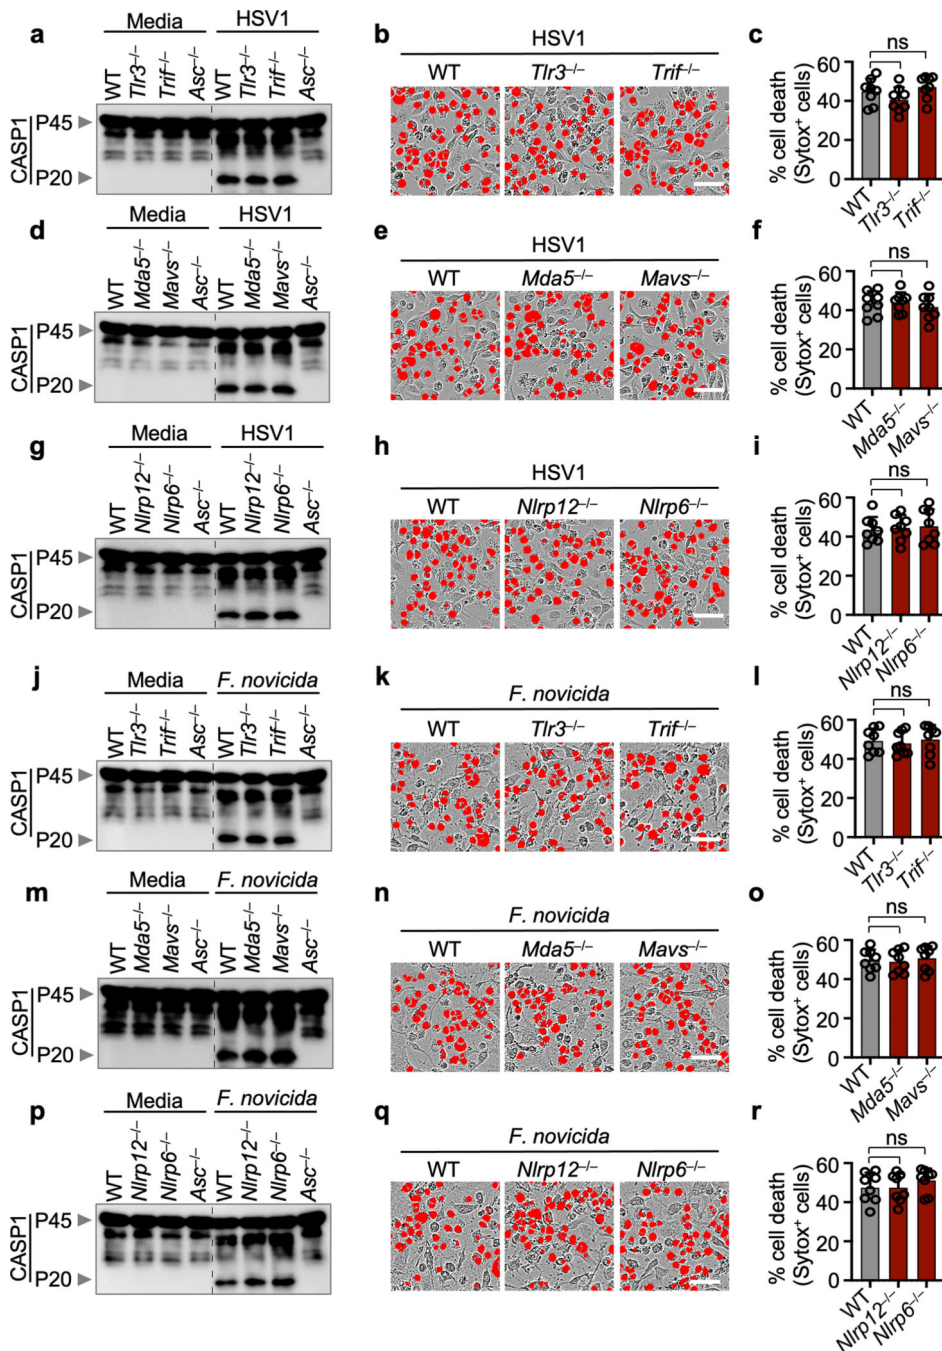 a
Media
HSV1
WT
Tlr3–/–
Trif–/–
Asc–/–
WT
Tlr3–/–
Trif–/–
Asc–/–
CASP1
P45
P20
b
HSV1
WT
Tlr3–/–
Trif–/–
c
ns
% cell death
(Sytox+ cells)
60
40
0
WT
Tlr3–/–
Trif–/–
d
Media
HSV1
WT
Mda5–/–
Mavs–/–
Asc–/–
WT
Mda5–/–
Mavs–/–
Asc–/–
CASP1
P45
P20
e
HSV1
WT
Mda5–/–
Mavs–/–
f
ns
% cell death
(Sytox+ cells)
60
40
0
WT
Mda5–/–
Mavs–/–
g
Media
HSV1
WT
Nlrp12–/–
Nlrp6–/–
Asc–/–
WT
Nlrp12–/–
Nlrp6–/–
Asc–/–
CASP1
P45
P20
h
HSV1
WT
Nlrp12–/–
Nlrp6–/–
i
ns
% cell death
(Sytox+ cells)
60
40
0
WT
Nlrp12–/–
Nlrp6–/–
j
Media
F. novicida
WT
Tlr3–/–
Trif–/–
Asc–/–
WT
Tlr3–/–
Trif–/–
Asc–/–
CASP1
P45
P20
k
F. novicida
WT
Tlr3–/–
Trif–/–
l
ns
% cell death
(Sytox+ cells)
60
40
0
WT
Tlr3–/–
Trif–/–
m
Media
F. novicida
WT
Mda5–/–
Mavs–/–
Asc–/–
WT
Mda5–/–
Mavs–/–
Asc–/–
CASP1
P45
P20
n
F. novicida
WT
Mda5–/–
Mavs–/–
o
ns
% cell death
(Sytox+ cells)
60
40
0
WT
Mda5–/–
Mavs–/–
p
Media
F. novicida
WT
Nlrp12–/–
Nlrp6–/–
Asc–/–
WT
Nlrp12–/–
Nlrp6–/–
Asc–/–
CASP1
P45
P20
q
F. novicida
WT
Nlrp12–/–
Nlrp6–/–
r
ns
% cell death
(Sytox+ cells)
60
40
0
WT
Nlrp12–/–
Nlrp6–/–